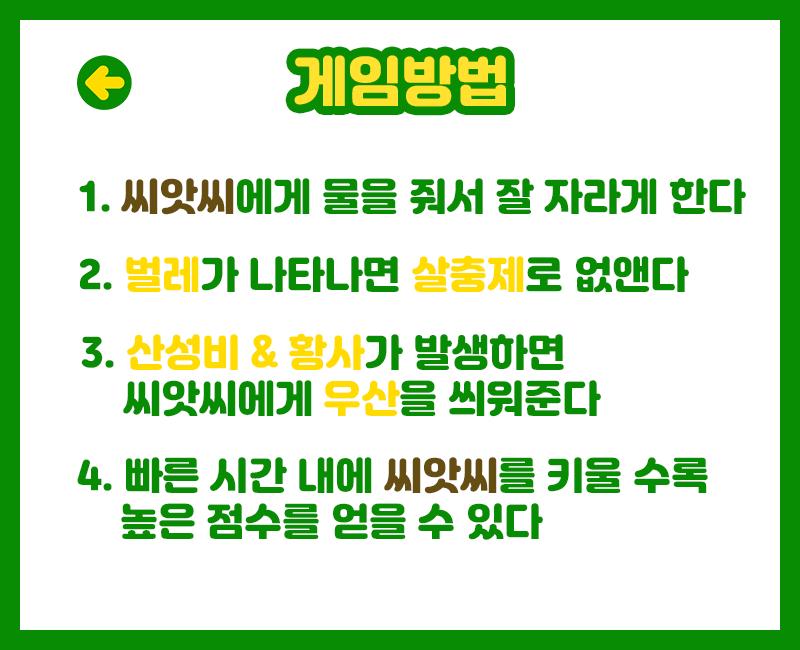 게임방법
1. 씨앗씨에게 물을 줘서 잘 자라게 한다
2. 벌레가 나타나면 살충제로 없앤다
3. 산성비 & 황사가 발생하면
씨앗씨에게 우산을 씌워준다
4. 빠른 시간 내에 씨앗씨를 키울 수록
높은 점수를 얻을 수 있다